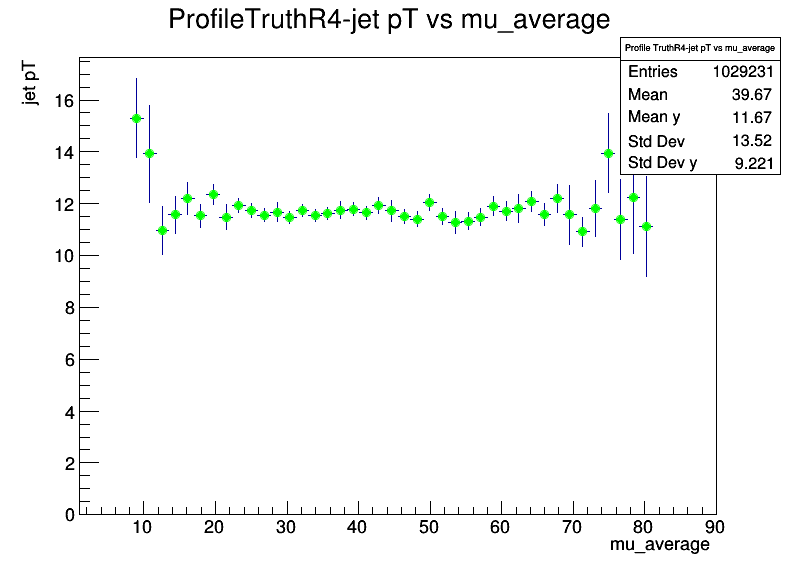 ProfileTruthR4-jet pT vs mu_average
Profile TruthR4-jet pT vs mu_average
Entries 1029231
Mean 39.67
Mean y 11.67
Std Dev 13.52
Std Dev y 9.221
jet pT
16
14
12
10
8
6
4
2
0
10 20 30 40 50 60 70 80 90
mu_average